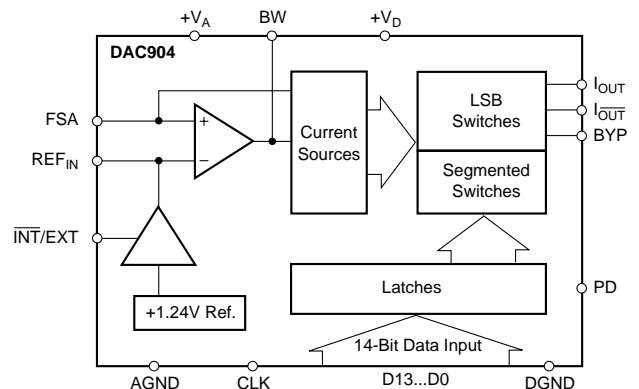 +VA
BW
+VD
DAC904
FSA
REFIN
INT/EXT
+1.24V Ref.
Current
Sources
LSB
Switches
Segmented
Switches
Latches
14-Bit Data Input
IOUT
IOUT
BYP
PD
AGND
CLK
D13...D0
DGND